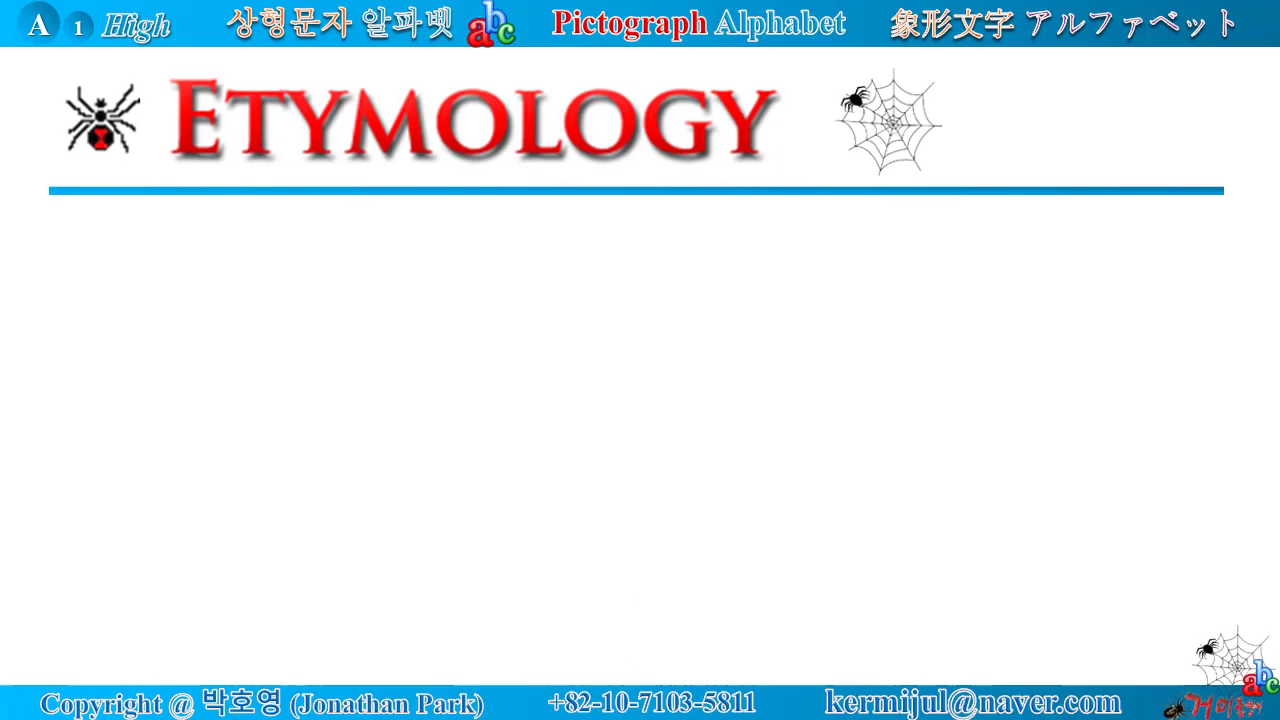 A 1 High 상형문자 알파벳 abc Pictograph Alphabet 象形文字 アルファベット
ETYMOLOGY
abc
Copyright @ 박호영 (Jonathan Park) +82-10-7103-5811 kermijul@naver.com